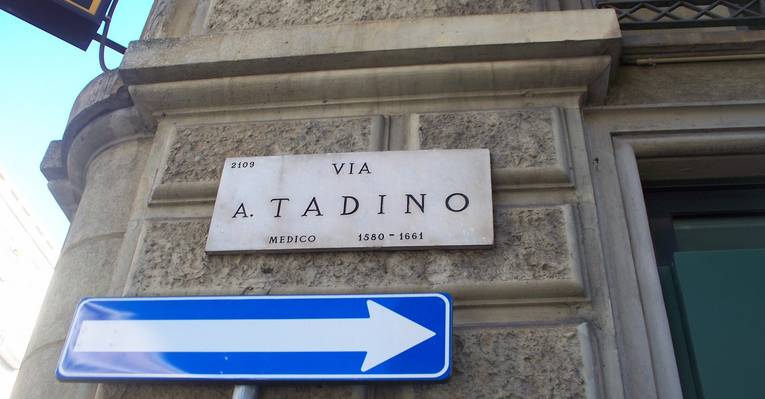 2109
VIA
A. TADINO
MEDICO 1580-1661